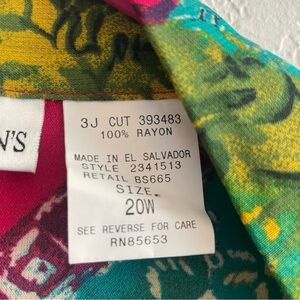 3J CUT 393483
100% RAYON
MADE IN EL SALVADOR
STYLE 2341513
RETAIL BS665
SIZE
20W
SEE REVERSE FOR CARE
RN85653
N'S